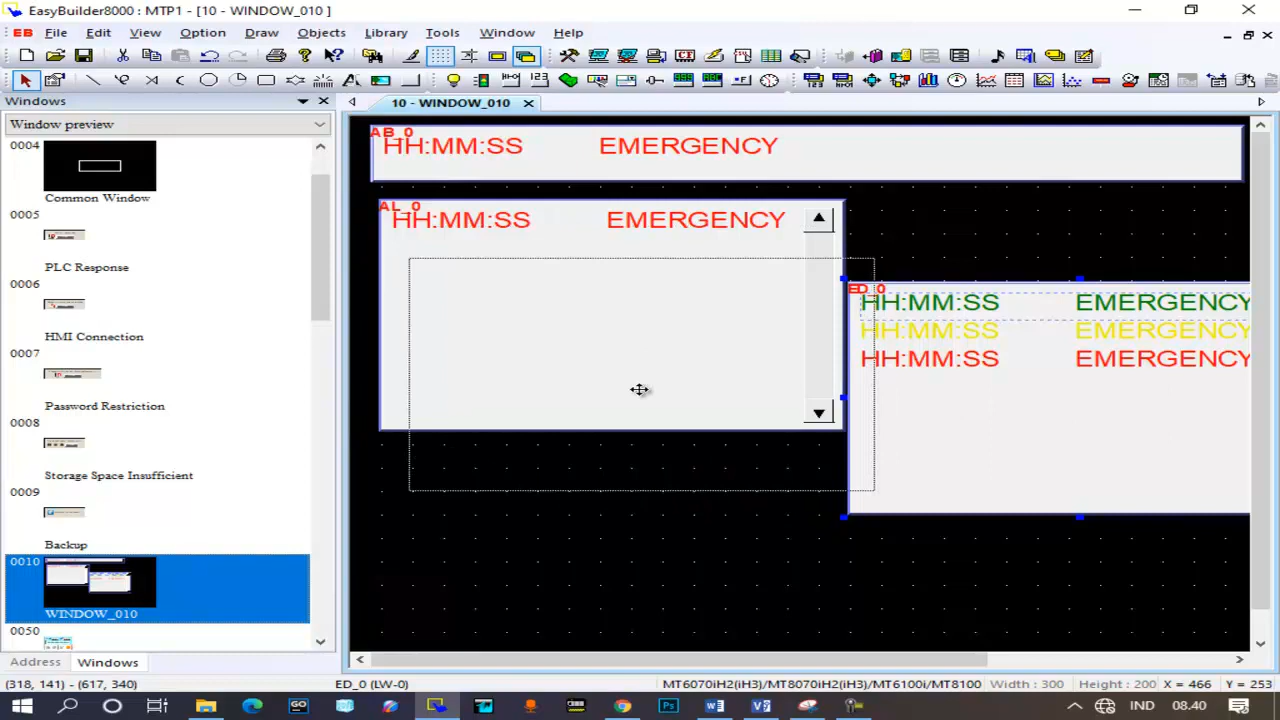 EasyBuilder8000 : MTP1 - [10 - WINDOW_010 ]
EB File Edit View Option Draw Objects Library Tools Window Help
Windows
10 - WINDOW_010
Window preview
0004
Common Window
0005
PLC Response
0006
HMI Connection
0007
Password Restriction
0008
Storage Space Insufficient
0009
Backup
0010
WINDOW_010
0050
Address Windows
AB_0
HH:MM:SS EMERGENCY
AL_0
HH:MM:SS EMERGENCY
ED_0
HH:MM:SS EMERGENCY
HH:MM:SS EMERGENCY
HH:MM:SS EMERGENCY
(318, 141) - (617, 340) ED_0 (LW-0) MT6070iH2(iH3)/MT8070iH2(iH3)/MT6100i/MT8100 Width : 300 Height : 200 X = 466 Y = 253
IND 08.40